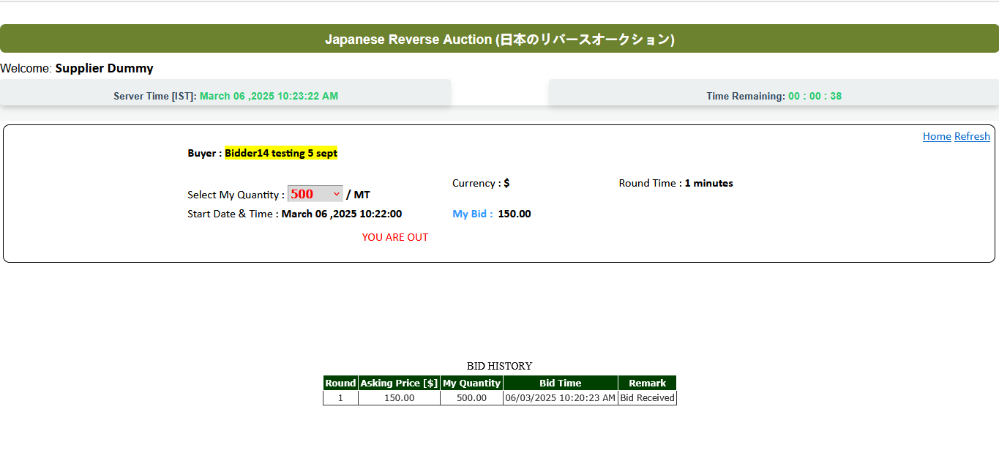 Japanese Reverse Auction (日本のリバースオークション)
Welcome: Supplier Dummy
Server Time [IST]: March 06 ,2025 10:23:22 AM
Time Remaining: 00 : 00 : 38
Home Refresh
Buyer : Bidder14 testing 5 sept
Currency : $
Round Time : 1 minutes
Select My Quantity : 500 / MT
Start Date & Time : March 06 ,2025 10:22:00
My Bid : 150.00
YOU ARE OUT
BID HISTORY
Round Asking Price [$] My Quantity Bid Time Remark
1 150.00 500.00 06/03/2025 10:20:23 AM Bid Received